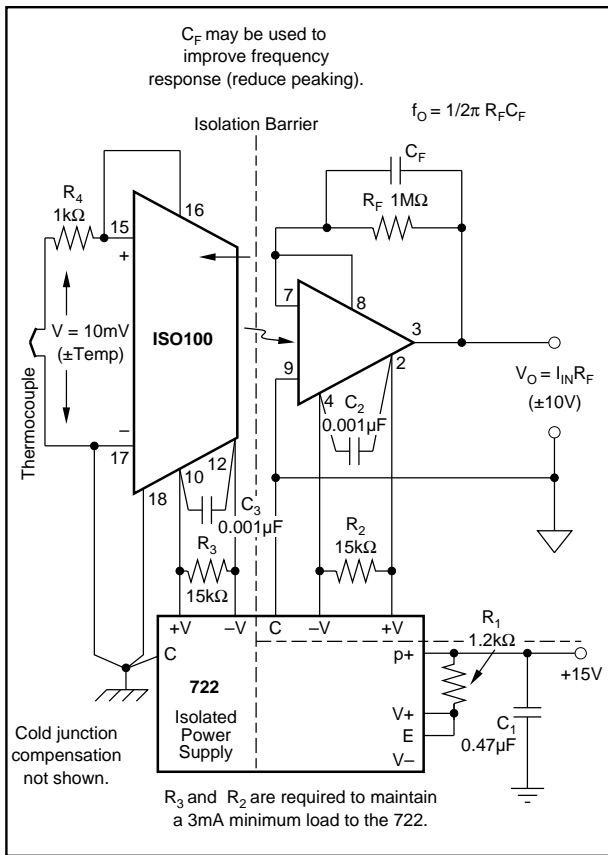 C_F may be used to
improve frequency
response (reduce peaking).
f_O = 1/2π R_F C_F
Isolation Barrier
C_F
R_F 1MΩ
R_4
1kΩ
15
16
+
7
8
3
ISO100
V = 10mV
(±Temp)
Thermocouple
9
2
V_O = I_IN R_F
(±10V)
–
17
4
C_2
0.001µF
18
10
12
C_3
0.001µF
R_3
15kΩ
R_2
15kΩ
+V
–V
C
–V
+V
C
R_1
1.2kΩ
P+
+15V
722
Isolated
Power
Supply
V+
E
V–
C_1
0.47µF
Cold junction
compensation
not shown.
R_3 and R_2 are required to maintain
a 3mA minimum load to the 722.